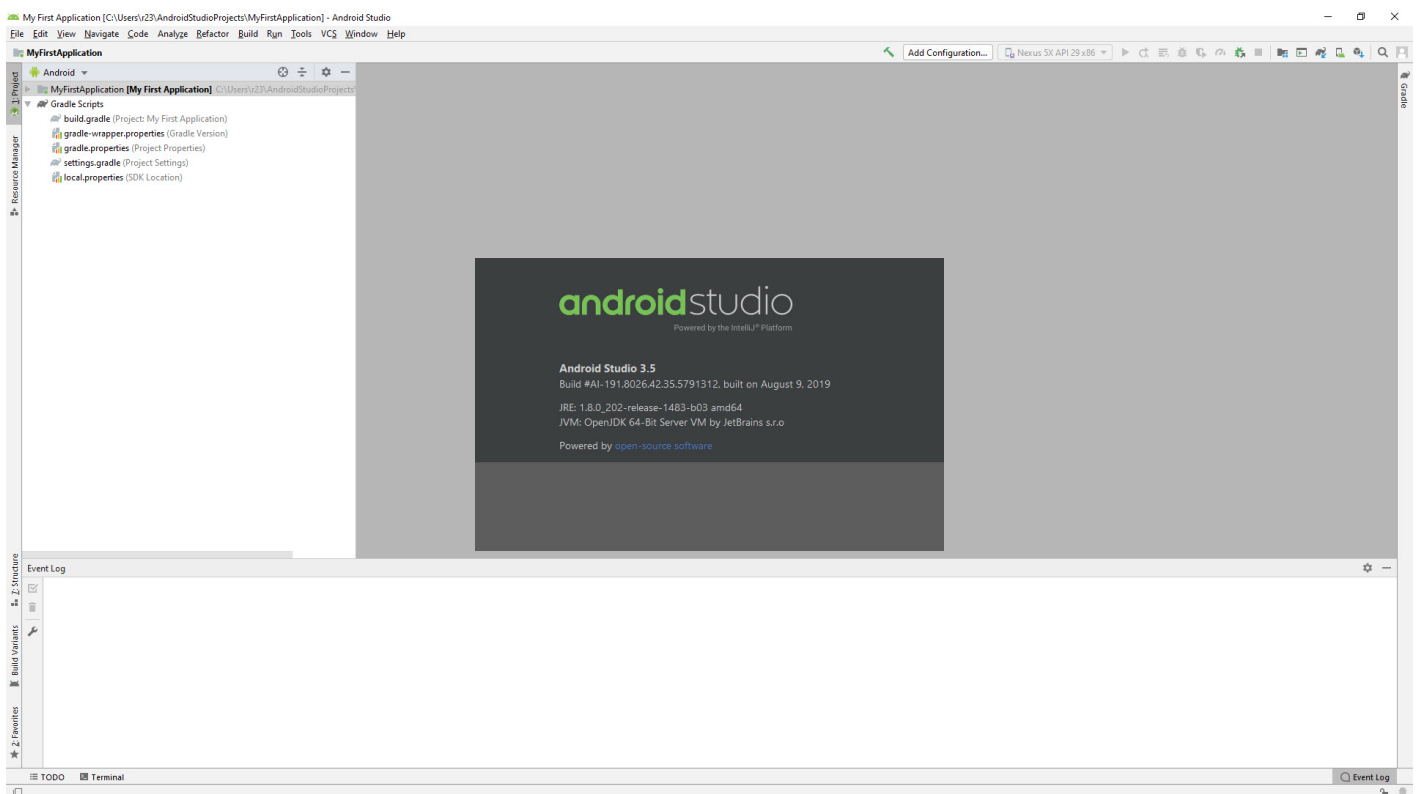 My First Application [C:\Users\r23\AndroidStudioProjects\MyFirstApplication] - Android Studio
File Edit View Navigate Code Analyze Refactor Build Run Tools VCS Window Help
MyFirstApplication
Add Configuration...
Nexus 5X API 29 x86
1: Project
Resource Manager
Android
MyFirstApplication [My First Application] C:\Users\r23\AndroidStudioProjects\
Gradle Scripts
build.gradle (Project: My First Application)
gradle-wrapper.properties (Gradle Version)
gradle.properties (Project Properties)
settings.gradle (Project Settings)
local.properties (SDK Location)
Gradle
androidstudio
Powered by the IntelliJ® Platform
Android Studio 3.5
Build #AI-191.8026.42.35.5791312, built on August 9, 2019
JRE: 1.8.0_202-release-1483-b03 amd64
JVM: OpenJDK 64-Bit Server VM by JetBrains s.r.o
Powered by open-source software
Z: Structure
Build Variants
2: Favorites
Event Log
TODO
Terminal
Event Log